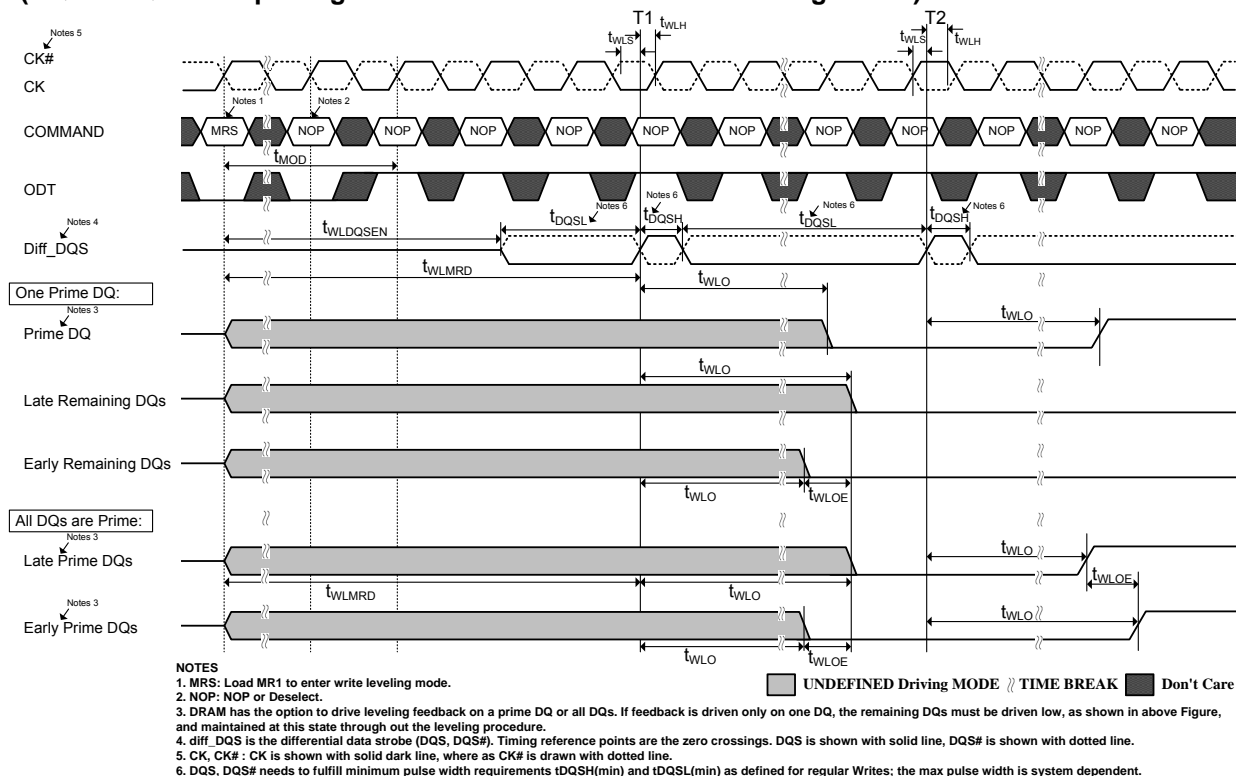 T1
T2
tWLS
tWLH
tWLS
tWLH
Notes 5
CK#
CK
Notes 1
Notes 2
COMMAND
MRS
NOP
NOP
NOP
NOP
NOP
NOP
NOP
NOP
NOP
NOP
NOP
tMOD
ODT
Notes 4
Diff_DQS
tWLDQSEN
tDQSL
Notes 6
Notes 6
tDQSH
Notes 6
tDQSL
Notes 6
tDQSH
tWLMRD
tWLO
One Prime DQ:
Notes 3
Prime DQ
tWLO
tWLO
Late Remaining DQs
Early Remaining DQs
tWLO
tWLOE
All DQs are Prime:
Notes 3
Late Prime DQs
tWLO
tWLMRD
tWLO
tWLOE
Notes 3
Early Prime DQs
tWLO
tWLO
tWLOE
NOTES
1. MRS: Load MR1 to enter write leveling mode.
2. NOP: NOP or Deselect.
UNDEFINED Driving MODE
TIME BREAK
Don't Care
3. DRAM has the option to drive leveling feedback on a prime DQ or all DQs. If feedback is driven only on one DQ, the remaining DQs must be driven low, as shown in above Figure,
and maintained at this state through out the leveling procedure.
4. diff_DQS is the differential data strobe (DQS, DQS#). Timing reference points are the zero crossings. DQS is shown with solid line, DQS# is shown with dotted line.
5. CK, CK# : CK is shown with solid dark line, where as CK# is drawn with dotted line.
6. DQS, DQS# needs to fulfill minimum pulse width requirements tDQSH(min) and tDQSL(min) as defined for regular Writes; the max pulse width is system dependent.